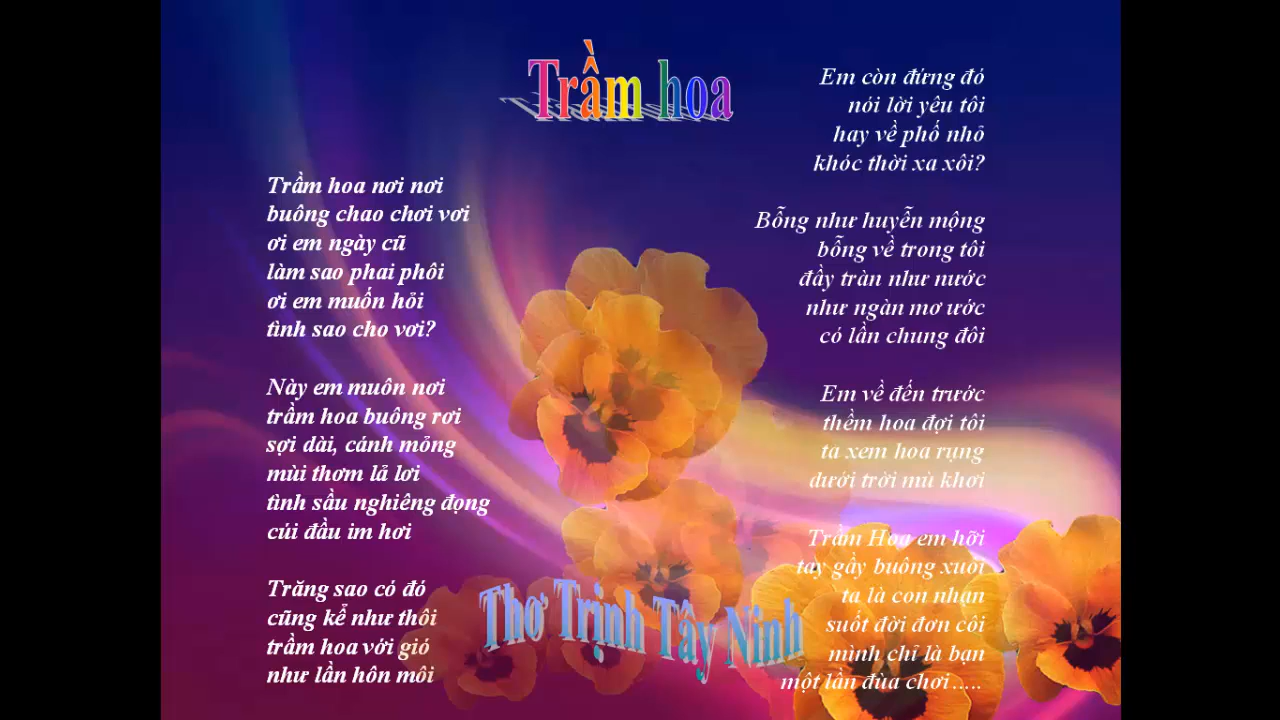 Trầm hoa
Trầm hoa nơi nơi
buông chao chơi vơi
ơi em ngày cũ
làm sao phai phôi
ơi em muốn hỏi
tình sao cho vơi?
Này em muôn nơi
trầm hoa buông rơi
sợi dài, cánh mỏng
mùi thơm lả lơi
tình sầu nghiêng đọng
cúi đầu im hơi
Trăng sao có đó
cũng kể như thôi
trầm hoa với gió
như lần hôn môi
Em còn đứng đó
nói lời yêu tôi
hay về phố nhỏ
khóc thời xa xôi?
Bỗng như huyễn mộng
bỗng về trong tôi
đầy tràn như nước
như ngàn mơ ước
có lần chung đôi
Em về đến trước
thềm hoa đợi tôi
ta xem hoa rụng
dưới trời mù khơi
Trầm Hoa em hỡi
tay gầy buông xuôi
ta là con nhạn
suốt đời đơn côi
mình chỉ là bạn
một lần đùa chơi.....
Thơ Trịnh Tây Ninh